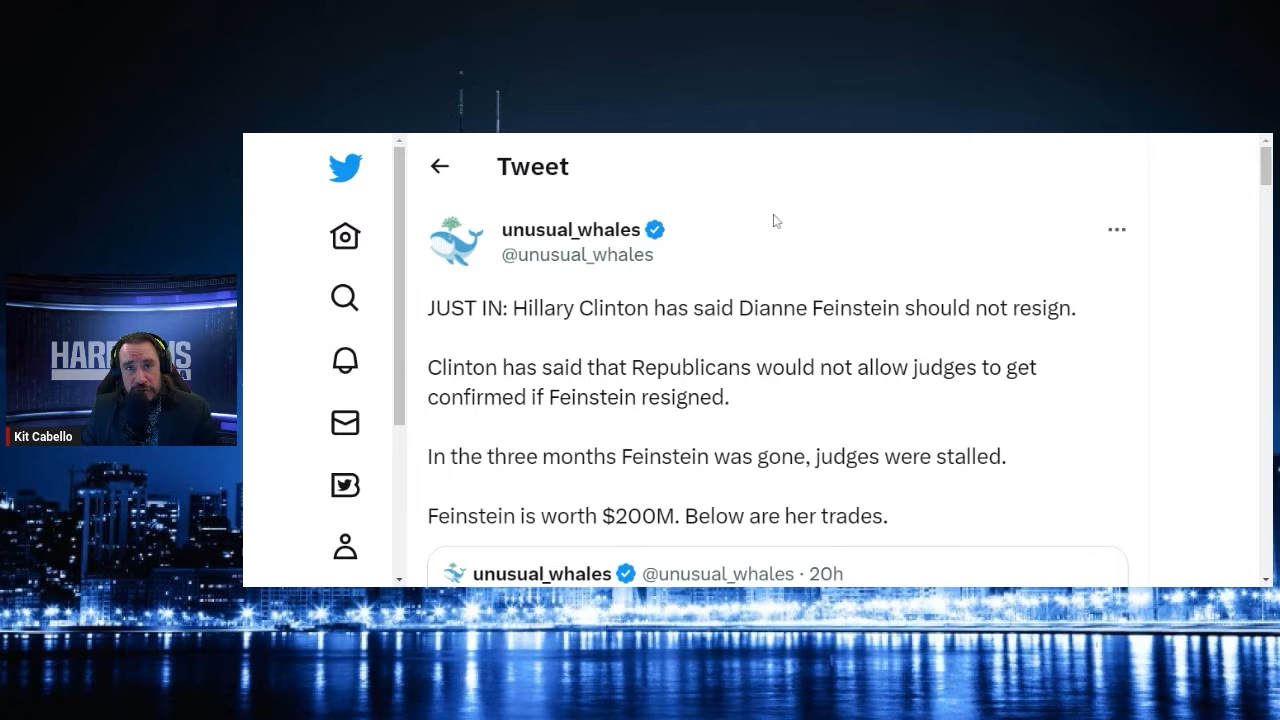 Tweet
unusual_whales
@unusual_whales
JUST IN: Hillary Clinton has said Dianne Feinstein should not resign.
Clinton has said that Republicans would not allow judges to get
confirmed if Feinstein resigned.
In the three months Feinstein was gone, judges were stalled.
Feinstein is worth $200M. Below are her trades.
unusual_whales @unusual_whales · 20h
Kit Cabello